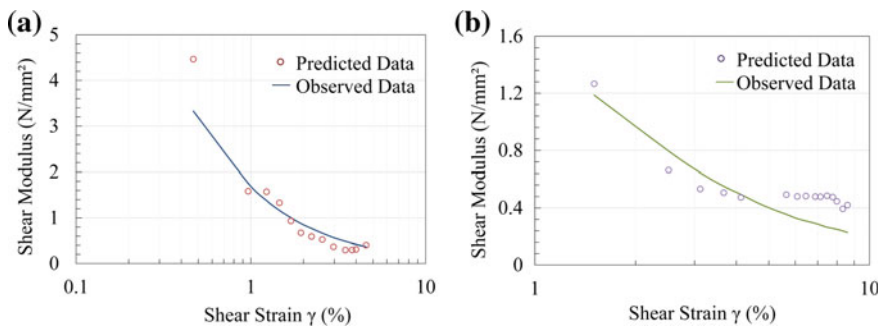 (a)
Shear Modulus (N/mm²)
5
4
3
2
1
0
0.1
1
10
Shear Strain γ (%)
Predicted Data
Observed Data
(b)
Shear Modulus (N/mm²)
1.6
1.2
0.8
0.4
0
1
10
Shear Strain γ (%)
Predicted Data
Observed Data